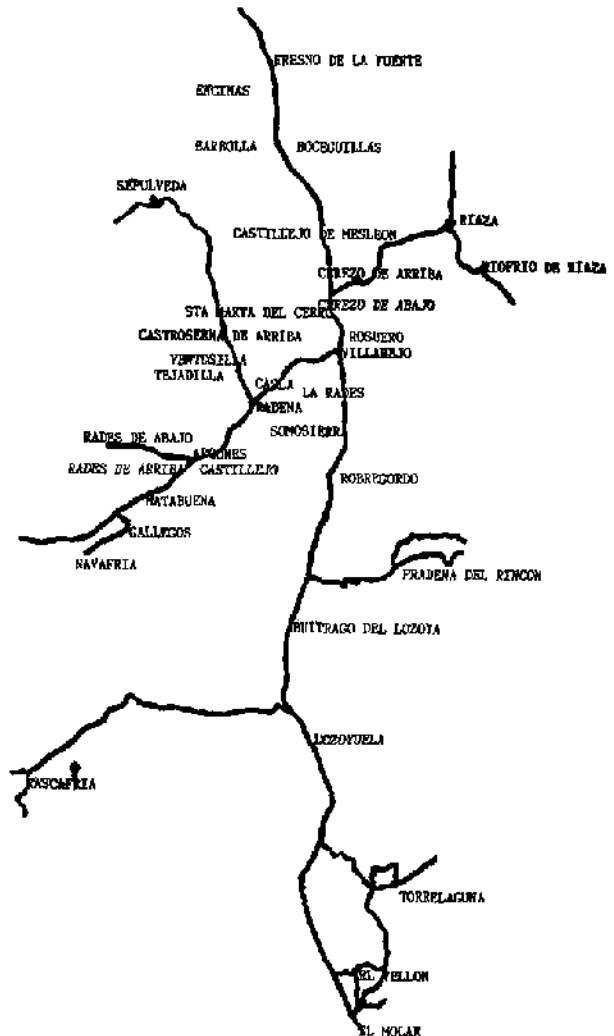 FRESNO DE LA FUENTE
ENCINAS
BARBOLLA BOCEGUILLAS
SEPULVEDA
RIAZA
CASTILLEJO DE MESLEON
RIOFRIO DE RIAZA
CEREZO DE ARRIBA
CEREZO DE ABAJO
STA MARTA DEL CERRO
CASTROSERNA DE ARRIBA
ROSUERO
VILLAREJO
VENTOSILLA
TEJADILLA
CASLA
LA RADES
PRADENA
SOMOSIERRA
RADES DE ABAJO
ARCONES
RADES DE ARRIBA CASTILLEJO
ROBREGORDO
MATABUENA
GALLEGOS
NAVAFRIA
PRADENA DEL RINCON
BUITRAGO DEL LOZOYA
LOZOYUELA
RASCAFRIA
TORRELAGUNA
EL VELLON
EL MOLAR